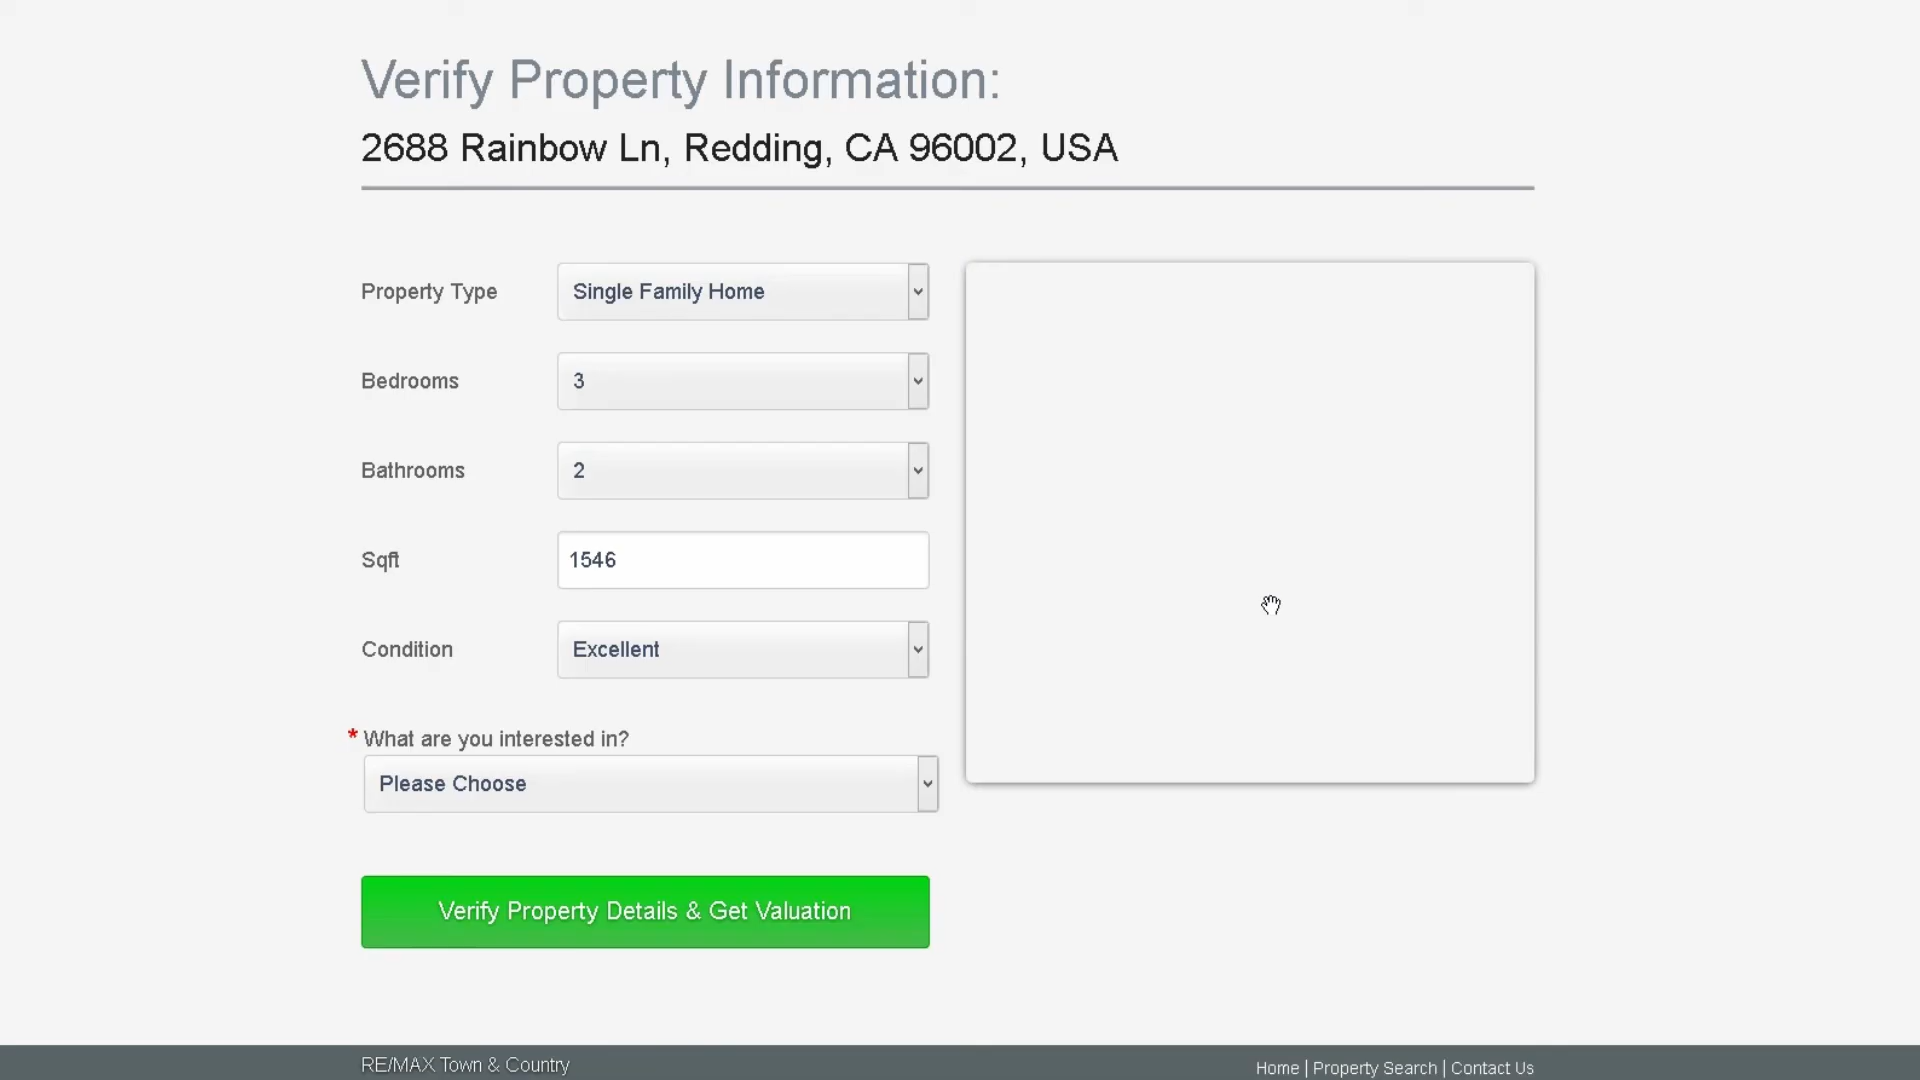 Verify Property Information:
2688 Rainbow Ln, Redding, CA 96002, USA
Property Type
Single Family Home
Bedrooms
3
Bathrooms
2
Sqft
1546
Condition
Excellent
* What are you interested in?
Please Choose
Verify Property Details & Get Valuation
RE/MAX Town & Country
Home | Property Search | Contact Us